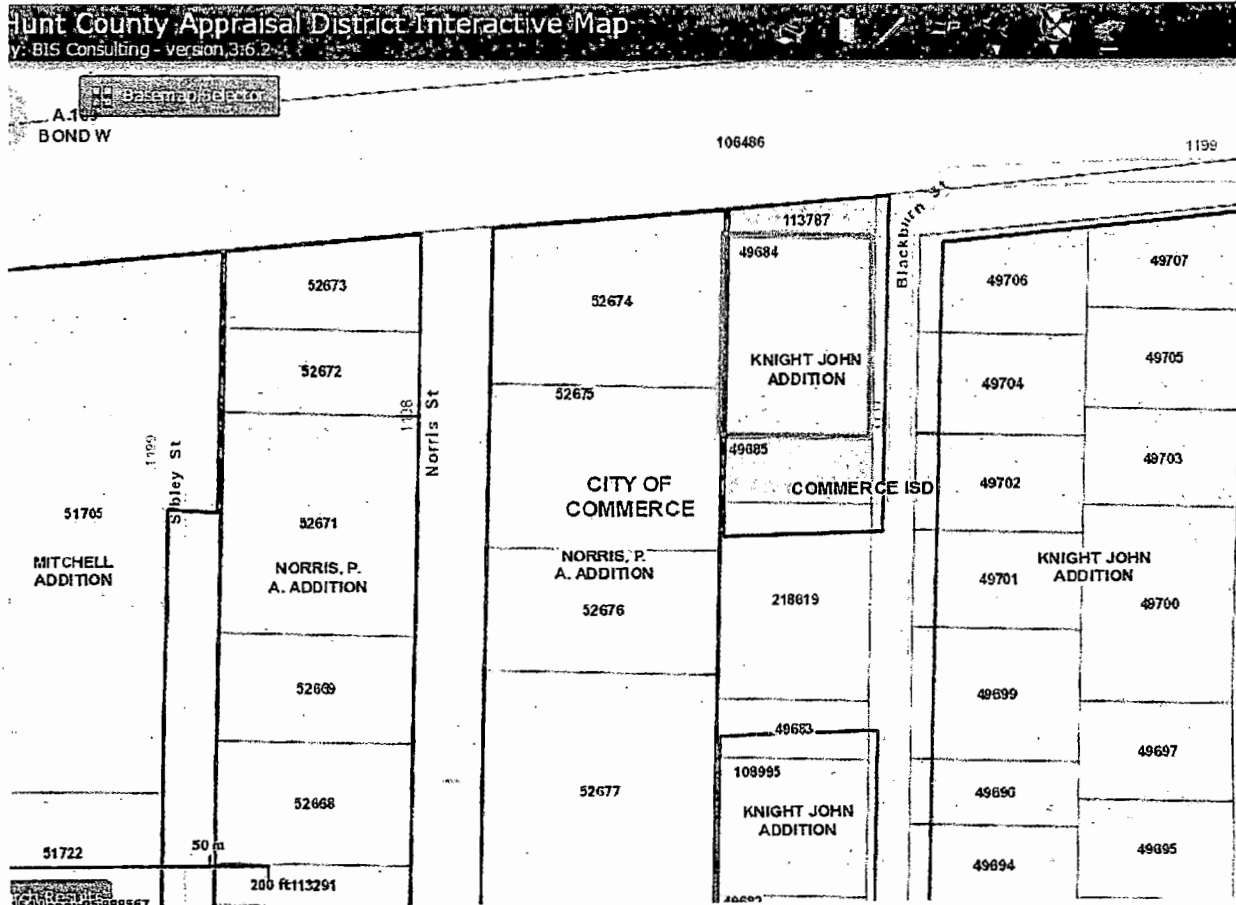 Hunt County Appraisal District Interactive Map
y: BIS Consulting - version 3.6.2
Basemap Selector
BOND W
106486
1199
113787
Blackburn St
49684
49707
52673
49706
52674
KNIGHT JOHN
ADDITION
52672
49705
49704
52675
Norris St
1199
Sibley St
49685
49703
CITY OF
COMMERCE
COMMERCE ISD
49702
51705
52671
MITCHELL
ADDITION
NORRIS, P.
A. ADDITION
NORRIS, P.
A. ADDITION
KNIGHT JOHN
ADDITION
49701
52676
218619
49700
52669
49699
49683
49697
108995
52668
52677
49696
KNIGHT JOHN
ADDITION
51722
50 m
49694
49695
200 ft
113291